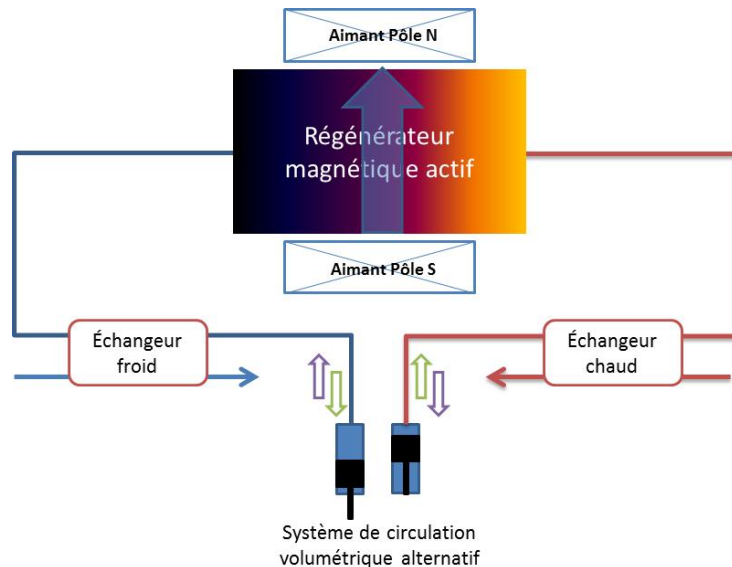 Aimant Pôle N
Régénérateur
magnétique actif
Aimant Pôle S
Échangeur
froid
Échangeur
chaud
Système de circulation
volumétrique alternatif